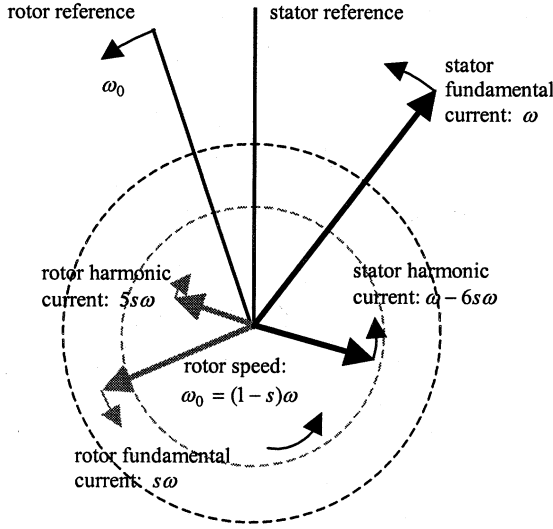 rotor reference
stator reference
ω₀
stator
fundamental
current: ω
rotor harmonic
current: 5sω
stator harmonic
current: ω − 6sω
rotor speed:
ω₀ = (1 − s)ω
rotor fundamental
current: sω